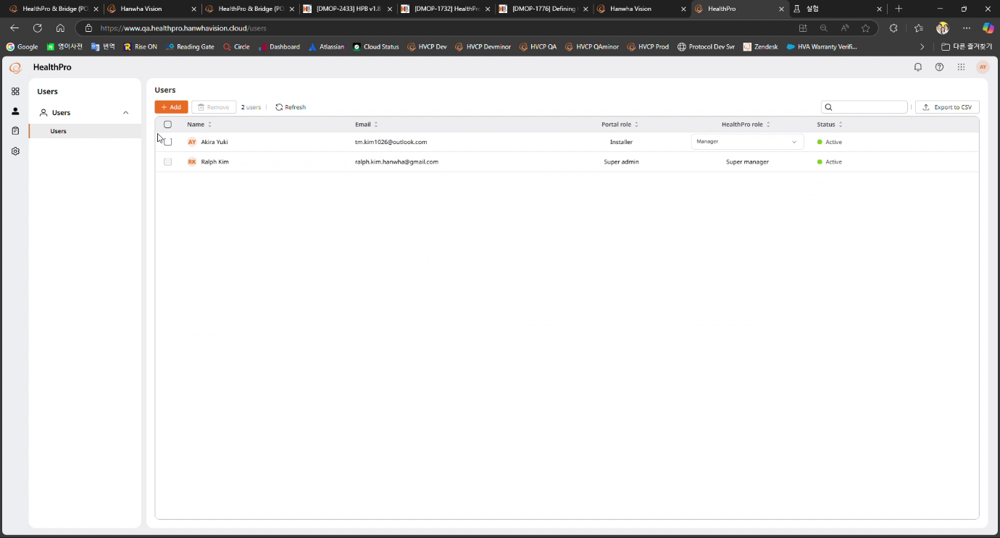 HealthPro & Bridge (PO
Hanwha Vision
HealthPro & Bridge (PO
[DMOP-2433] HPB v1.8
[DMOP-1732] HealthPro
[DMOP-1776] Defining
Hanwha Vision
HealthPro
실험
https://www.qa.healthpro.hanwhavision.cloud/users
Google
영어사전
번역
Rise ON
Reading Gate
Circle
Dashboard
Atlassian
Cloud Status
HVCP Dev
HVCP Devminor
HVCP QA
HVCP QAminor
HVCP Prod
Protocol Dev Svr
Zendesk
HVA Warranty Verifi...
다른 즐겨찾기
HealthPro
AY
Users
Users
Users
Users
+ Add
Remove
2 users
Refresh
Export to CSV
Name
Email
Portal role
HealthPro role
Status
AY Akira Yuki
tm.kim1026@outlook.com
Installer
Manager
Active
RK Ralph Kim
ralph.kim.hanwha@gmail.com
Super admin
Super manager
Active